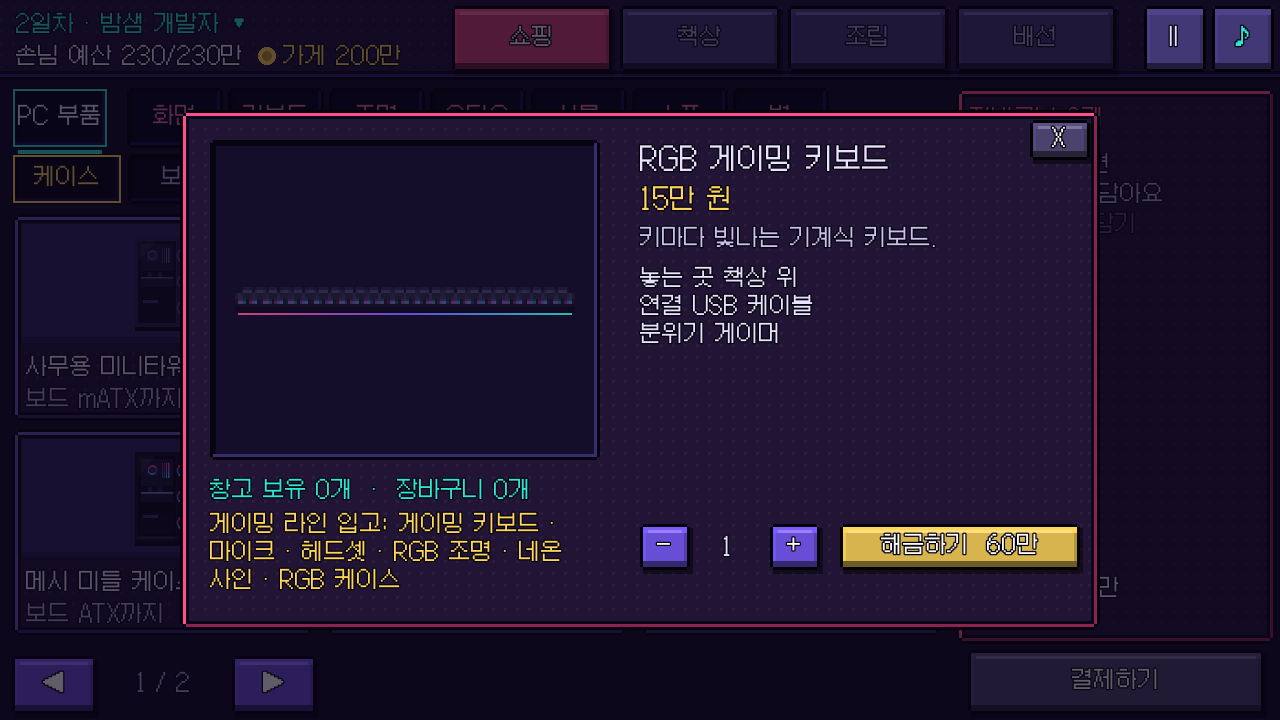 2일차 · 밤샘 개발자 ▼
손님 예산 230/230만 가게 200만
쇼핑
책상
조립
배선
PC 부품
케이스
사무용 미니타워
보드 mATX까지
보드 ATX까지
1 / 2
결제하기
X
RGB 게이밍 키보드
15만 원
키마다 빛나는 기계식 키보드.
놓는 곳 책상 위
연결 USB 케이블
분위기 게이머
창고 보유 0개 · 장바구니 0개
게이밍 라인 입고: 게이밍 키보드 ·
마이크 · 헤드셋 · RGB 조명 · 네온
사인 · RGB 케이스
− 1 +
해금하기 60만